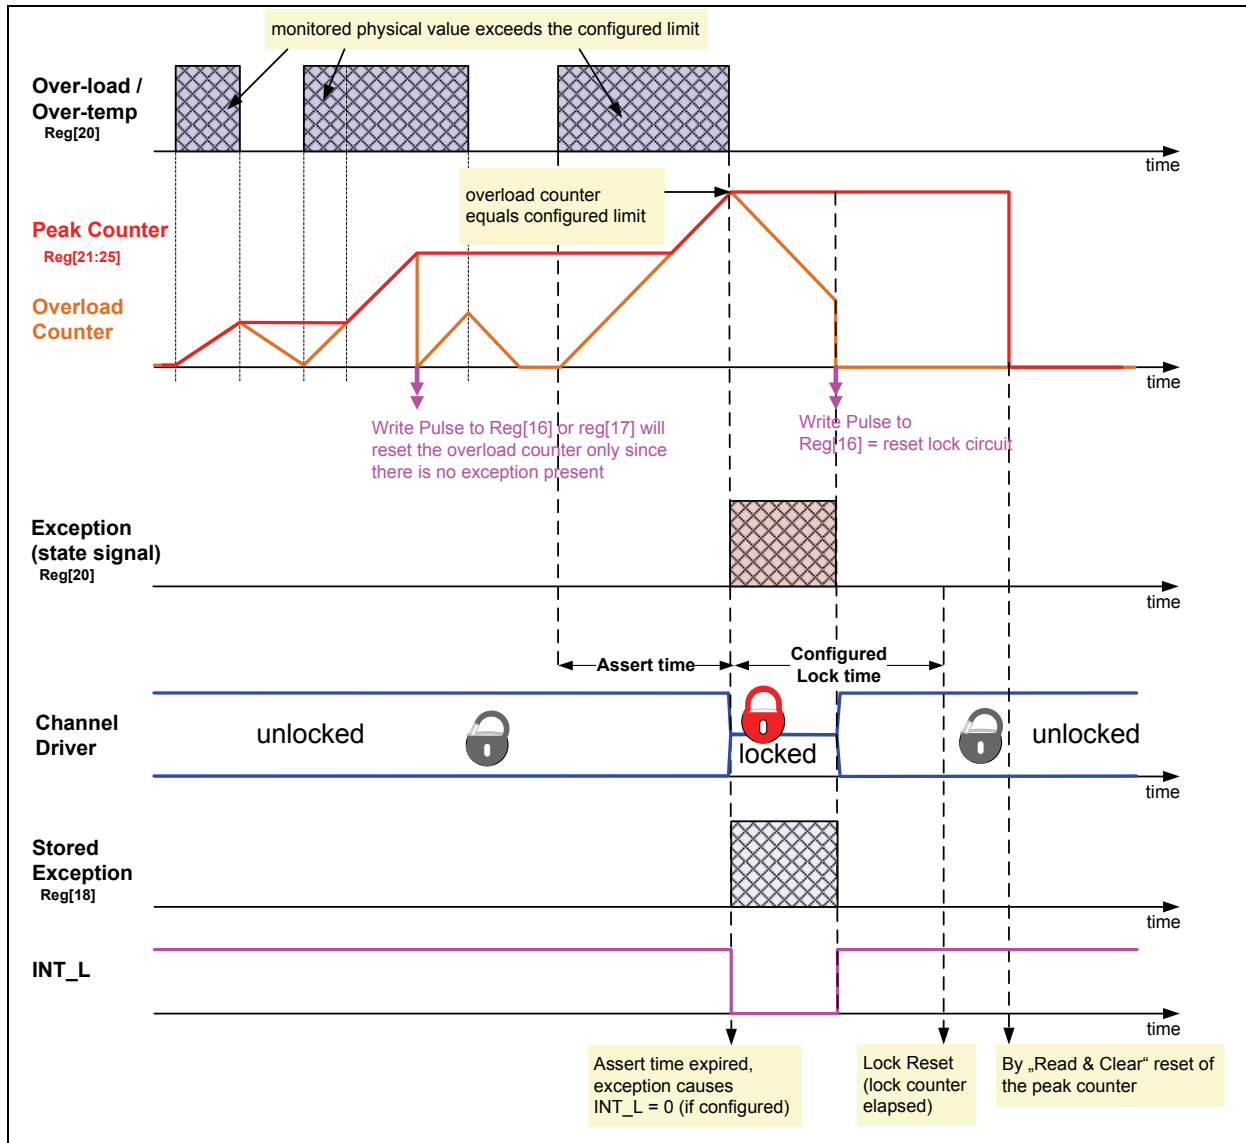 monitored physical value exceeds the configured limit
Over-load /
Over-temp
Reg[20]
time
overload counter
equals configured limit
Peak Counter
Reg[21:25]
Overload
Counter
time
Write Pulse to Reg[16] or reg[17] will
reset the overload counter only since
there is no exception present
Write Pulse to
Reg[16] = reset lock circuit
Exception
(state signal)
Reg[20]
time
Assert time
Configured
Lock time
Channel
Driver
unlocked
locked
unlocked
time
Stored
Exception
Reg[18]
time
INT_L
time
Assert time expired,
exception causes
INT_L = 0 (if configured)
Lock Reset
(lock counter
elapsed)
By „Read & Clear“ reset of
the peak counter